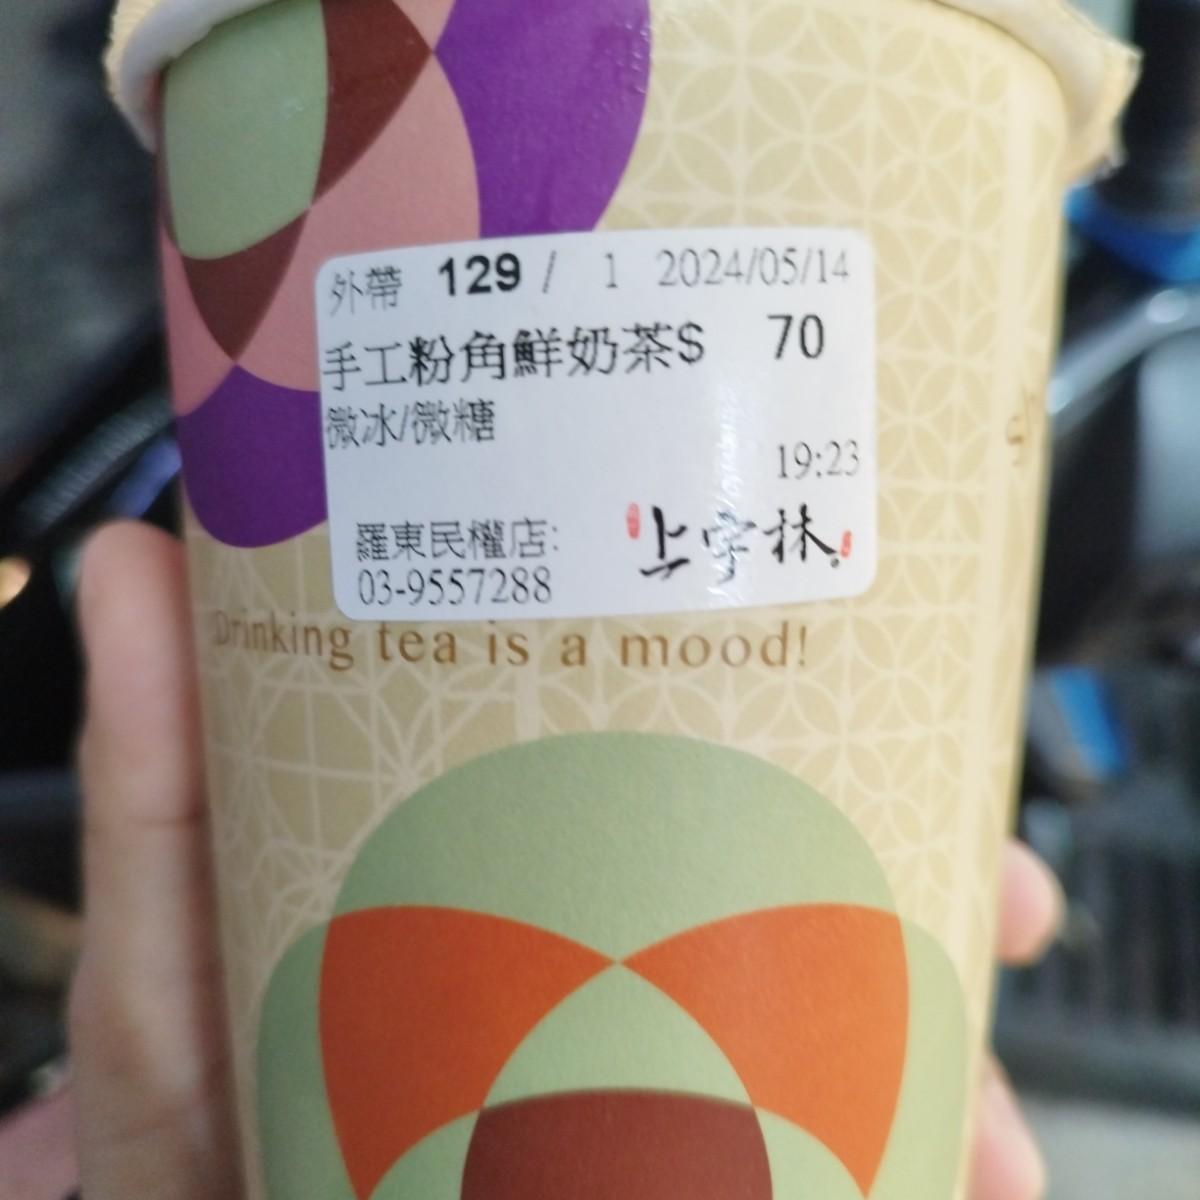 外帶 129 / 1 2024/05/14
手工粉角鮮奶茶$ 70
微冰/微糖
19:23
羅東民權店:
03-9557288
上宇林
Drinking tea is a mood!